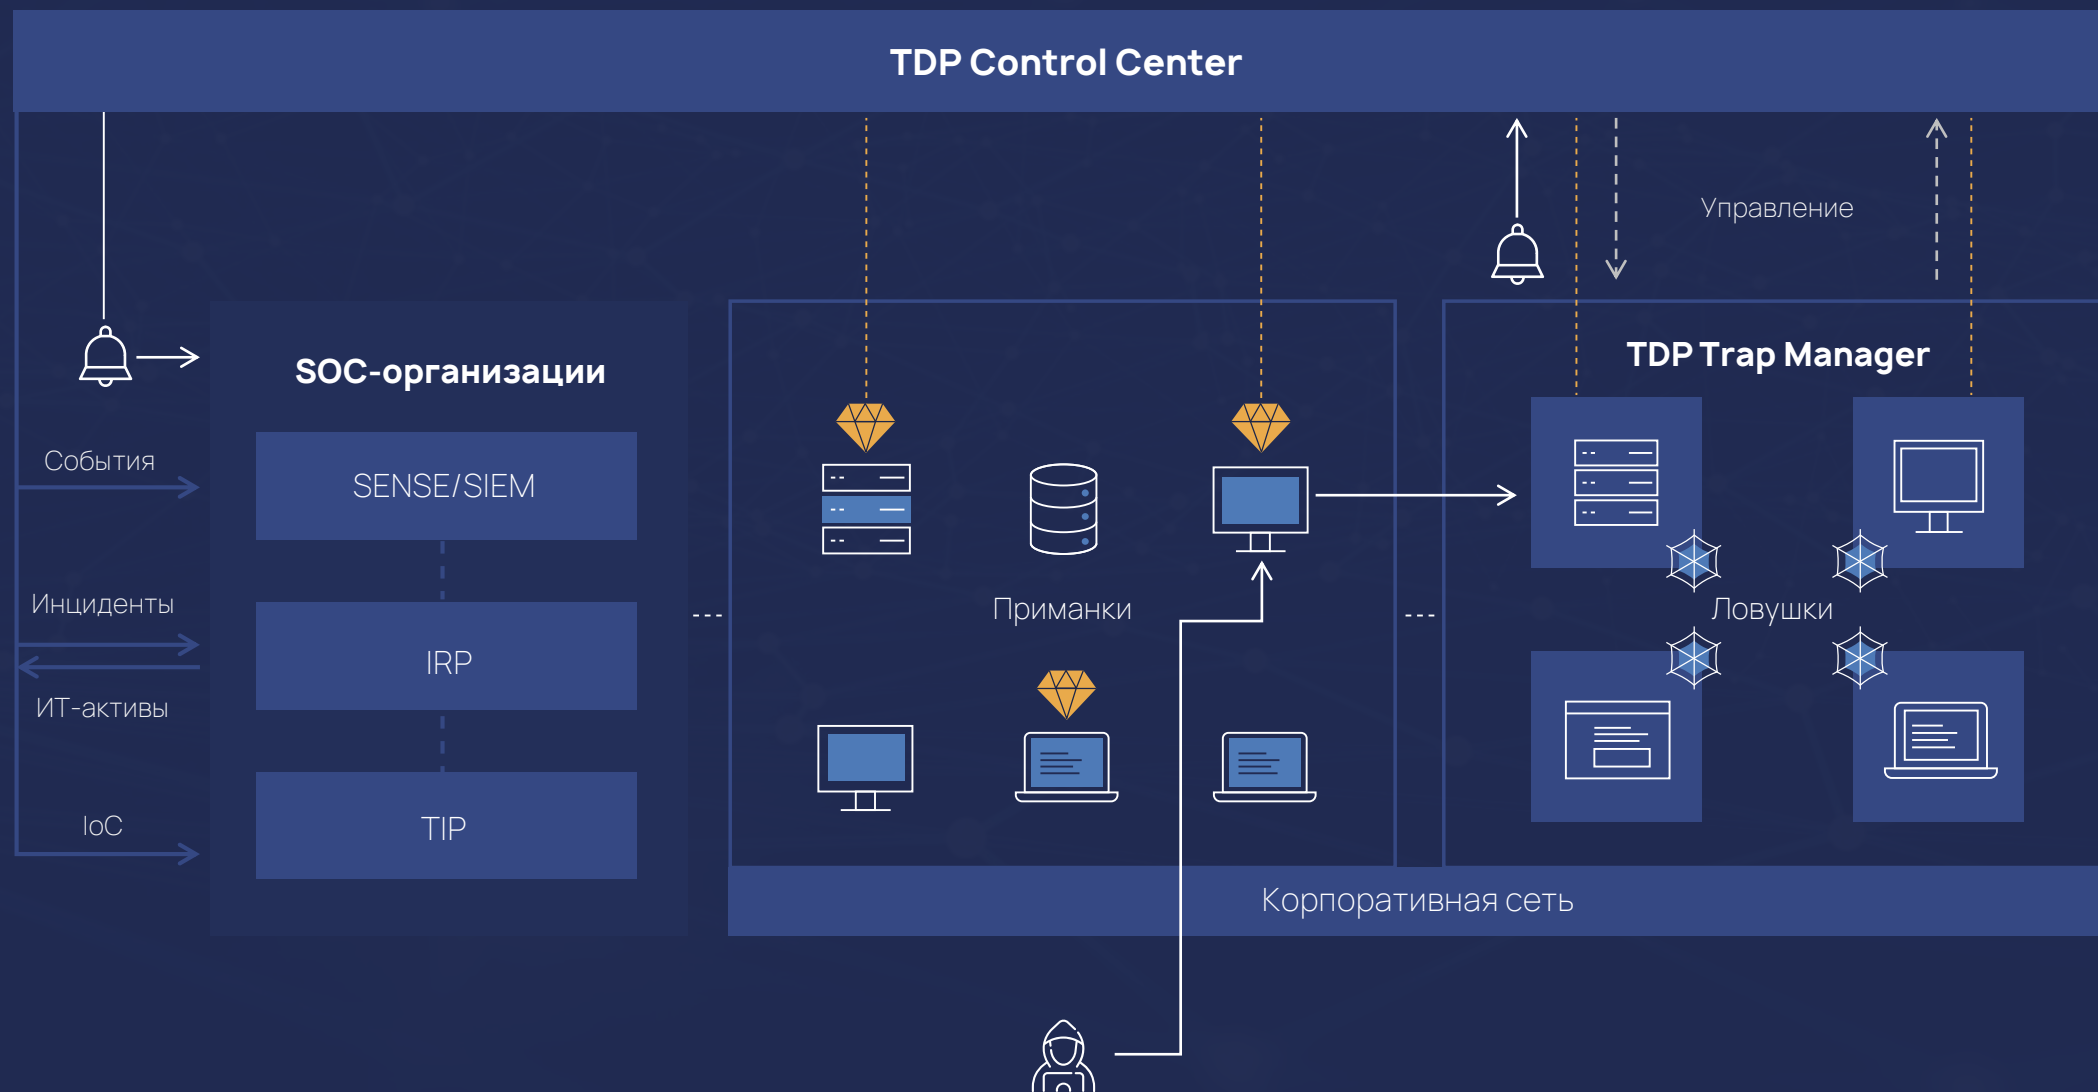 TDP Control Center
Управление
SOC-организации
TDP Trap Manager
События
SENSE/SIEM
Инциденты
Приманки
Ловушки
IRP
ИТ-активы
IoC
TIP
Корпоративная сеть